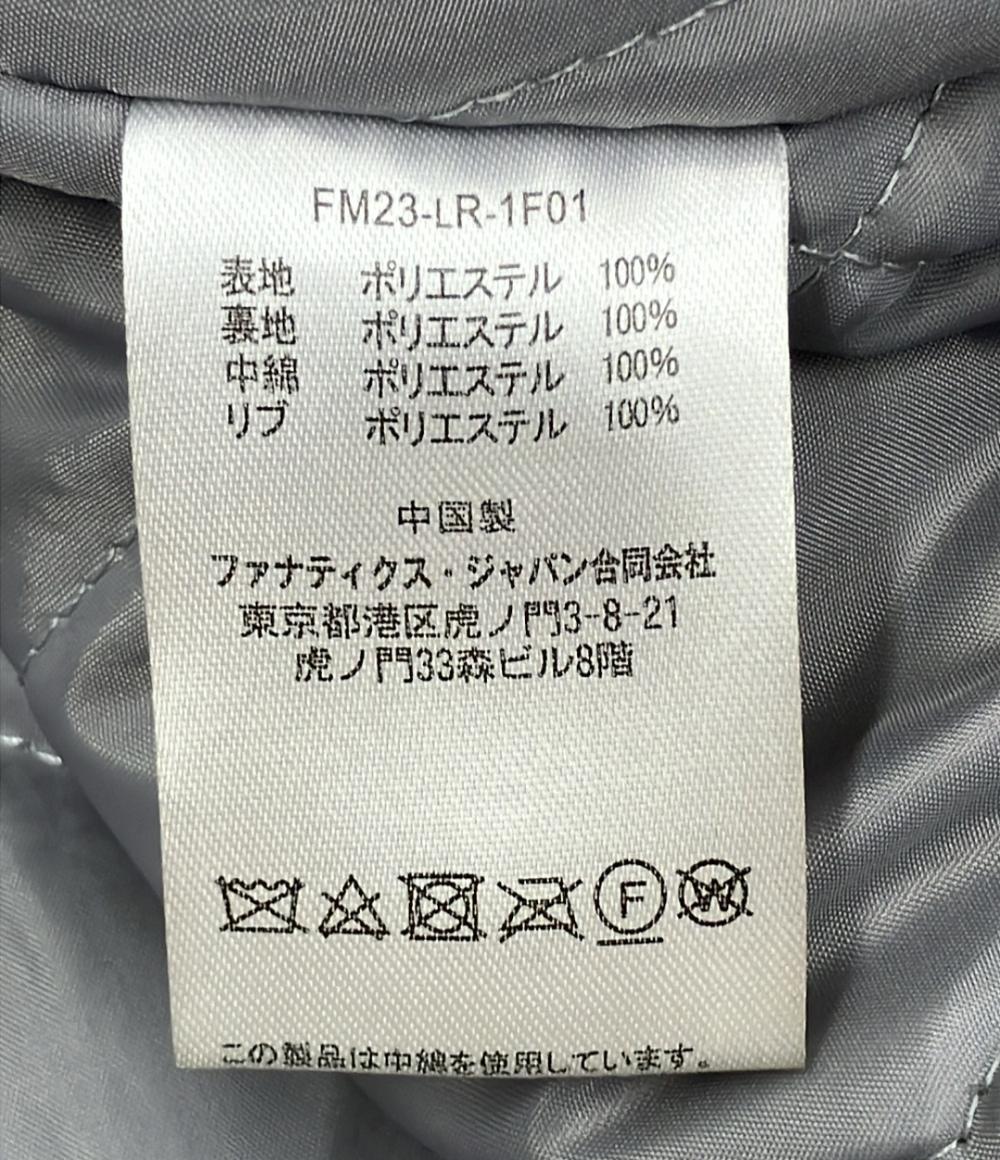 FM23-LR-1F01
表地 ポリエステル 100%
裏地 ポリエステル 100%
中綿 ポリエステル 100%
リブ ポリエステル 100%
中国製
ファナティクス・ジャパン合同会社
東京都港区虎ノ門3-8-21
虎ノ門33森ビル8階
F W
この製品は中綿を使用しています。